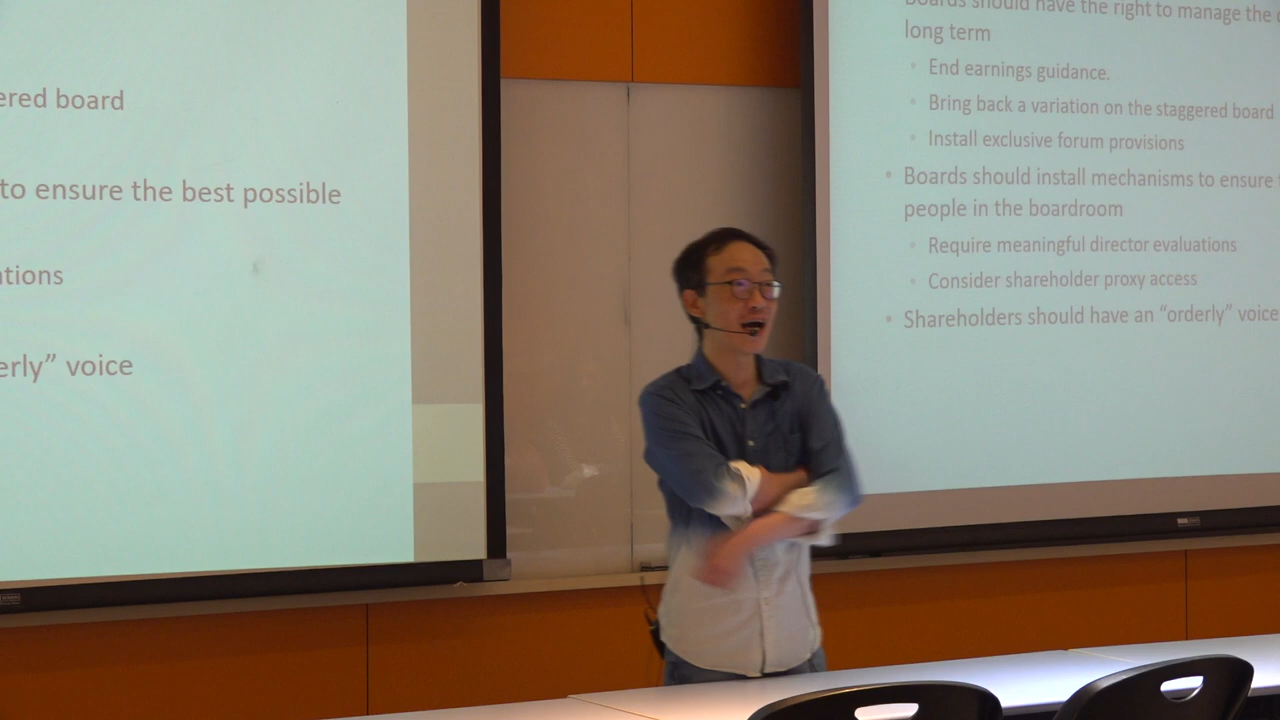 ered board
to ensure the best possible
ations
erly” voice
Boards should have the right to manage the
long term
• End earnings guidance.
• Bring back a variation on the staggered board
• Install exclusive forum provisions
• Boards should install mechanisms to ensure
people in the boardroom
• Require meaningful director evaluations
• Consider shareholder proxy access
• Shareholders should have an “orderly” voice